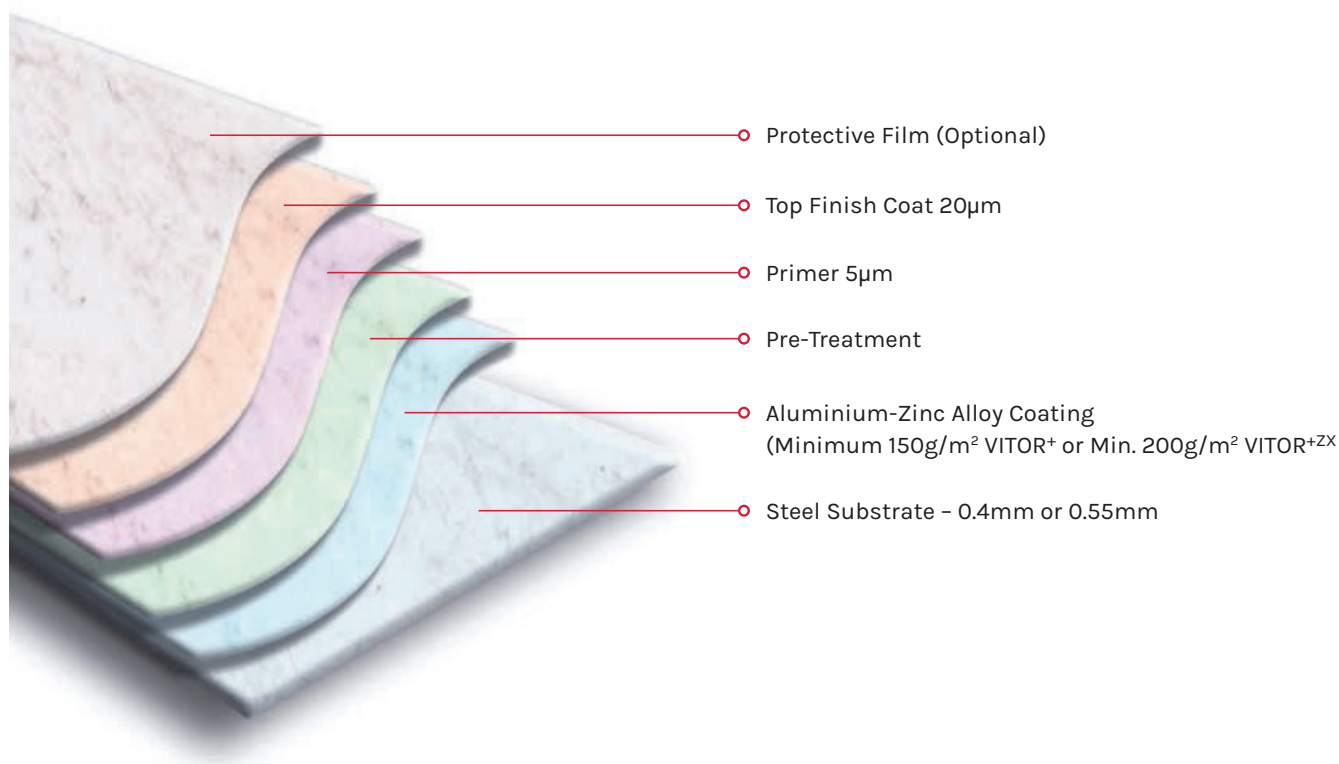 Protective Film (Optional)
Top Finish Coat 20µm
Primer 5µm
Pre-Treatment
Aluminium-Zinc Alloy Coating
(Minimum 150g/m² VITOR⁺ or Min. 200g/m² VITOR⁺ᶻˣ
Steel Substrate – 0.4mm or 0.55mm